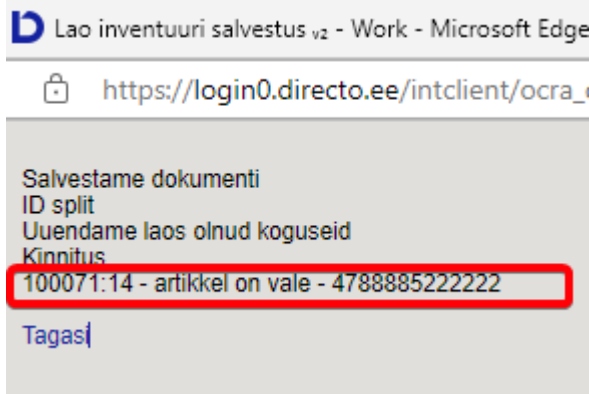 Lao inventuuri salvestus v2 - Work - Microsoft Edge
https://login0.directo.ee/intclient/ocra_
Salvestame dokumenti
ID split
Uuendame laos olnud koguseid
Kinnitus
100071:14 - artikkel on vale - 4788885222222
Tagasi